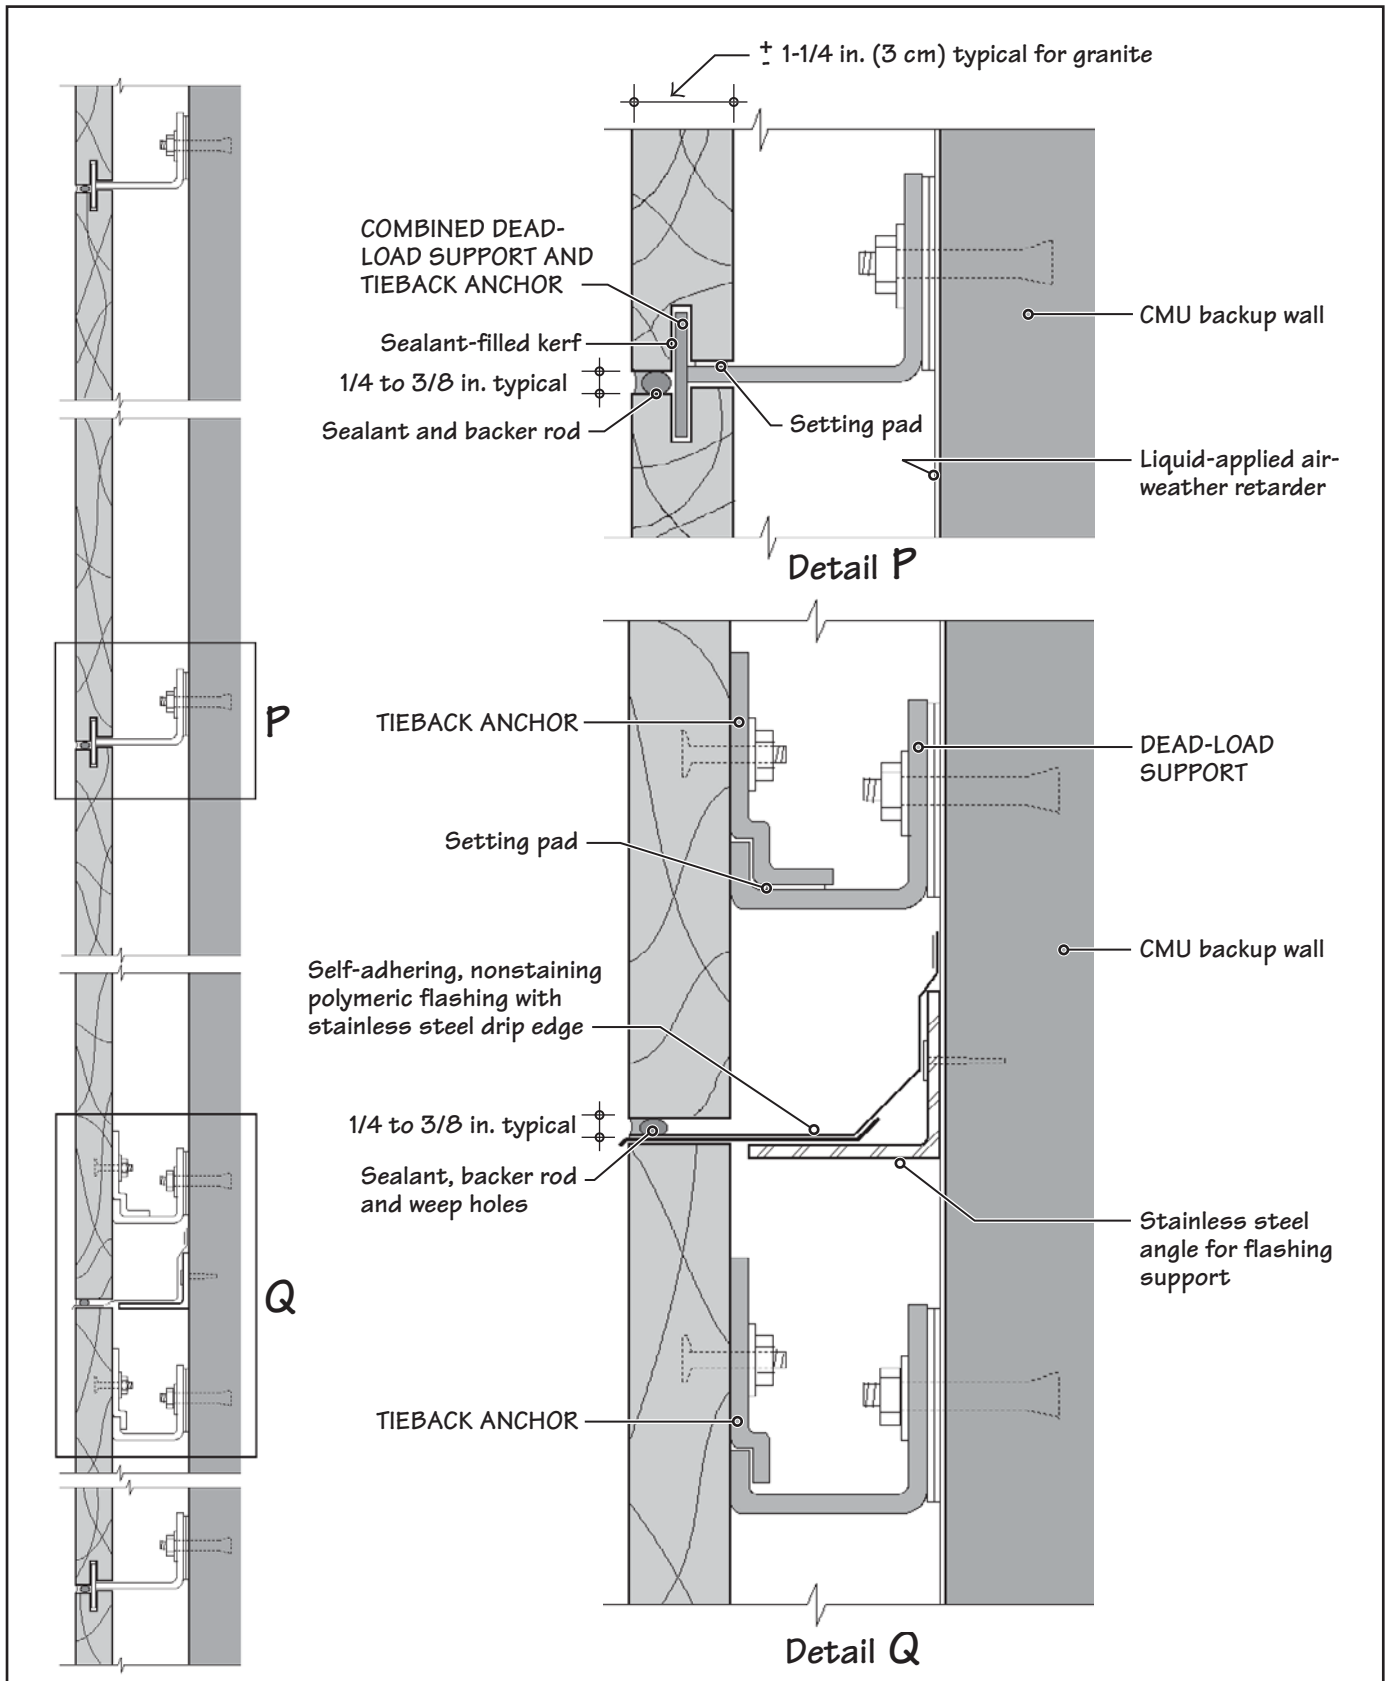 ± 1-1/4 in. (3 cm) typical for granite
COMBINED DEAD-
LOAD SUPPORT AND
TIEBACK ANCHOR
Sealant-filled kerf
1/4 to 3/8 in. typical
Sealant and backer rod
Setting pad
CMU backup wall
Liquid-applied air-
weather retarder
Detail P
P
TIEBACK ANCHOR
DEAD-LOAD
SUPPORT
Setting pad
CMU backup wall
Self-adhering, nonstaining
polymeric flashing with
stainless steel drip edge
1/4 to 3/8 in. typical
Sealant, backer rod
and weep holes
Stainless steel
angle for flashing
support
Q
TIEBACK ANCHOR
Detail Q